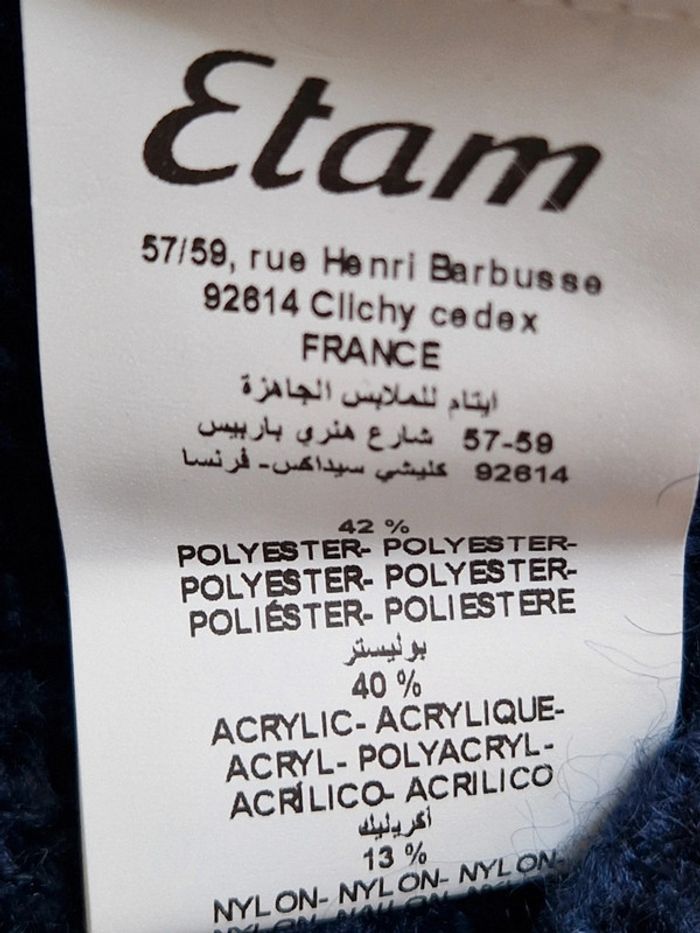 Etam
57/59, rue Henri Barbusse
92614 Clichy cedex
FRANCE
ايتام للملابس الجاهزة
57-59 شارع هنري باربيس
92614 كليشي سيداكس- فرنسا
42 %
POLYESTER- POLYESTER-
POLYESTER- POLYESTER-
POLIÉSTER- POLIESTERE
بوليستر
40 %
ACRYLIC- ACRYLIQUE-
ACRYL- POLYACRYL-
ACRÍLICO- ACRILICO
أكريليك
13 %
NYLON- NYLON- NYLON-